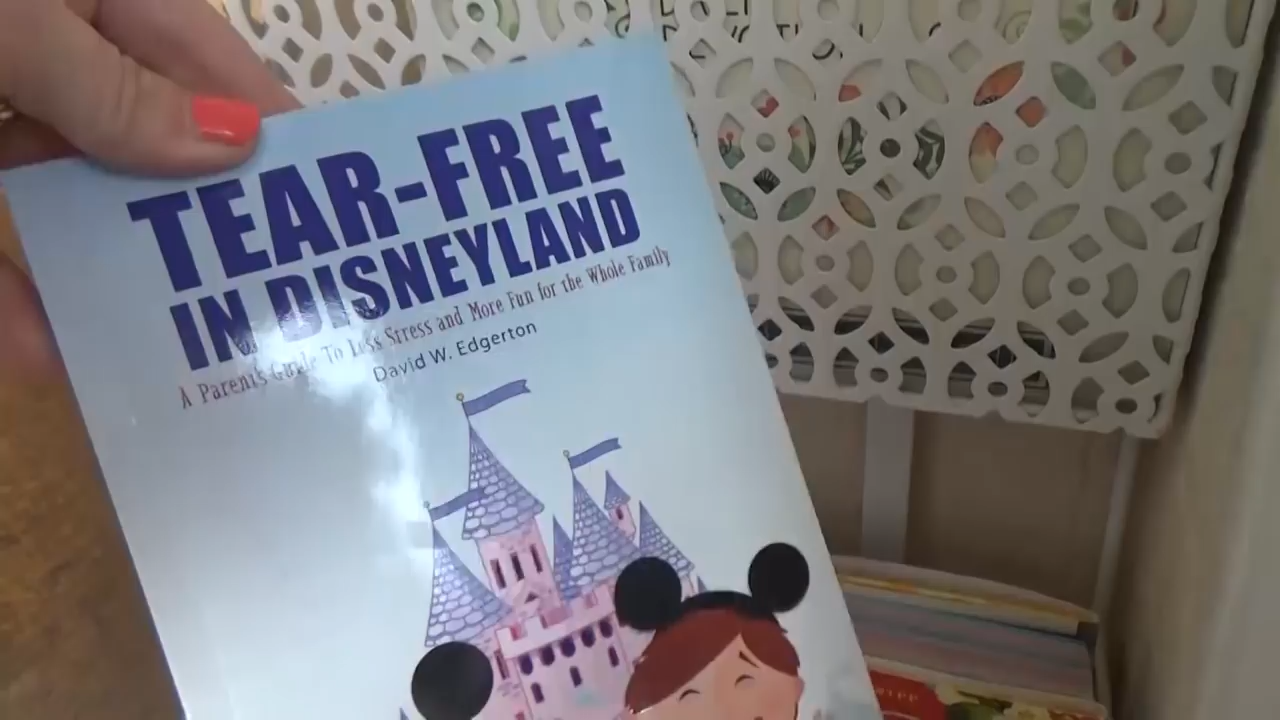 TEAR-FREE
IN DISNEYLAND
A Parent's Guide To Less Stress and More Fun for the Whole Family
David W. Edgerton